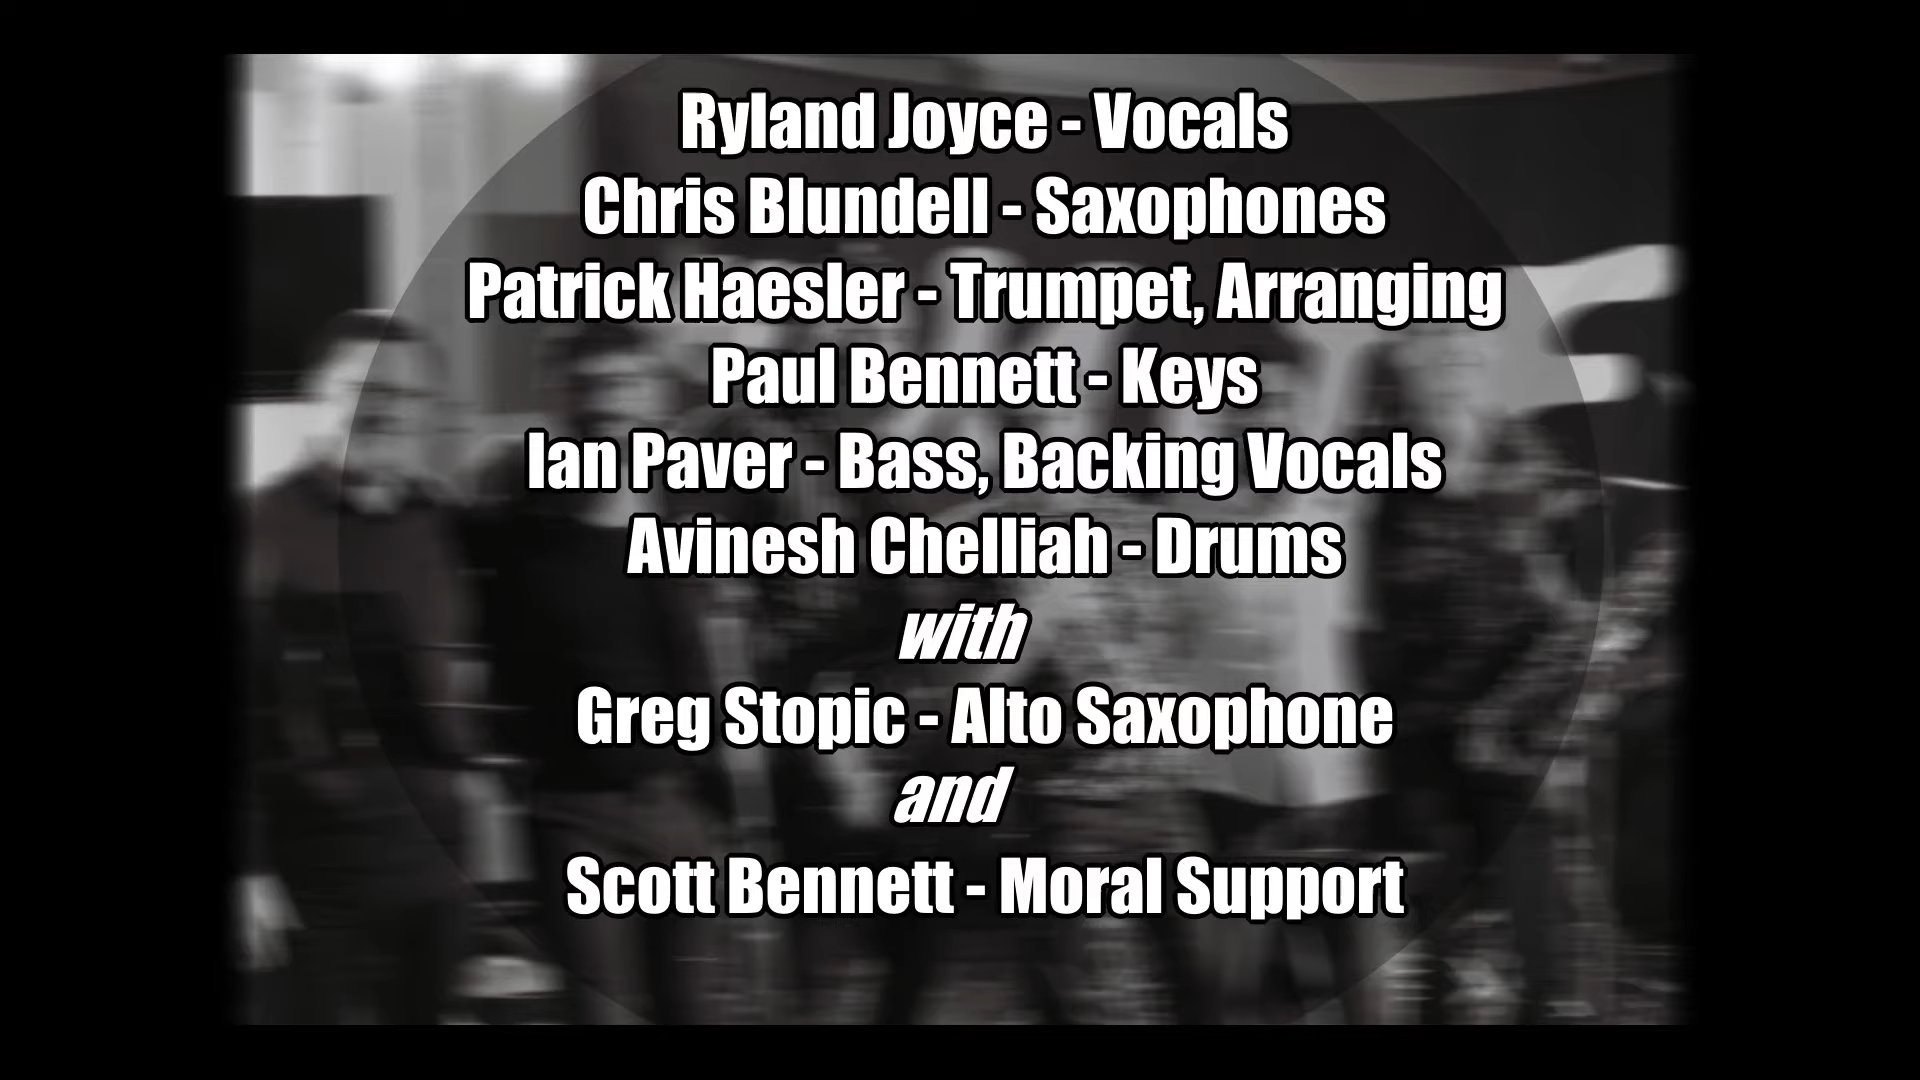 Ryland Joyce - Vocals
Chris Blundell - Saxophones
Patrick Haesler - Trumpet, Arranging
Paul Bennett - Keys
Ian Paver - Bass, Backing Vocals
Avinesh Chelliah - Drums
with
Greg Stopic - Alto Saxophone
and
Scott Bennett - Moral Support